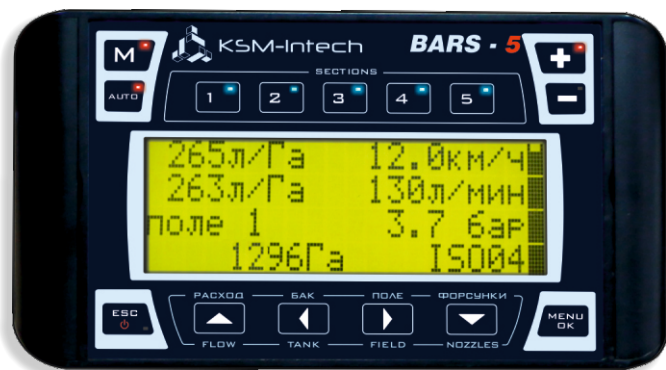 M
KSM-Intech BARS - 5
+
AUTO
SECTIONS
1 2 3 4 5
-
265л/Га 12.0км/ч
263л/Га 130л/мин
поле 1 3.7 бар
1296Га ISO04
ESC
РАСХОД БАК ПОЛЕ ФОРСУНКИ
MENU
OK
FLOW TANK FIELD NOZZLES